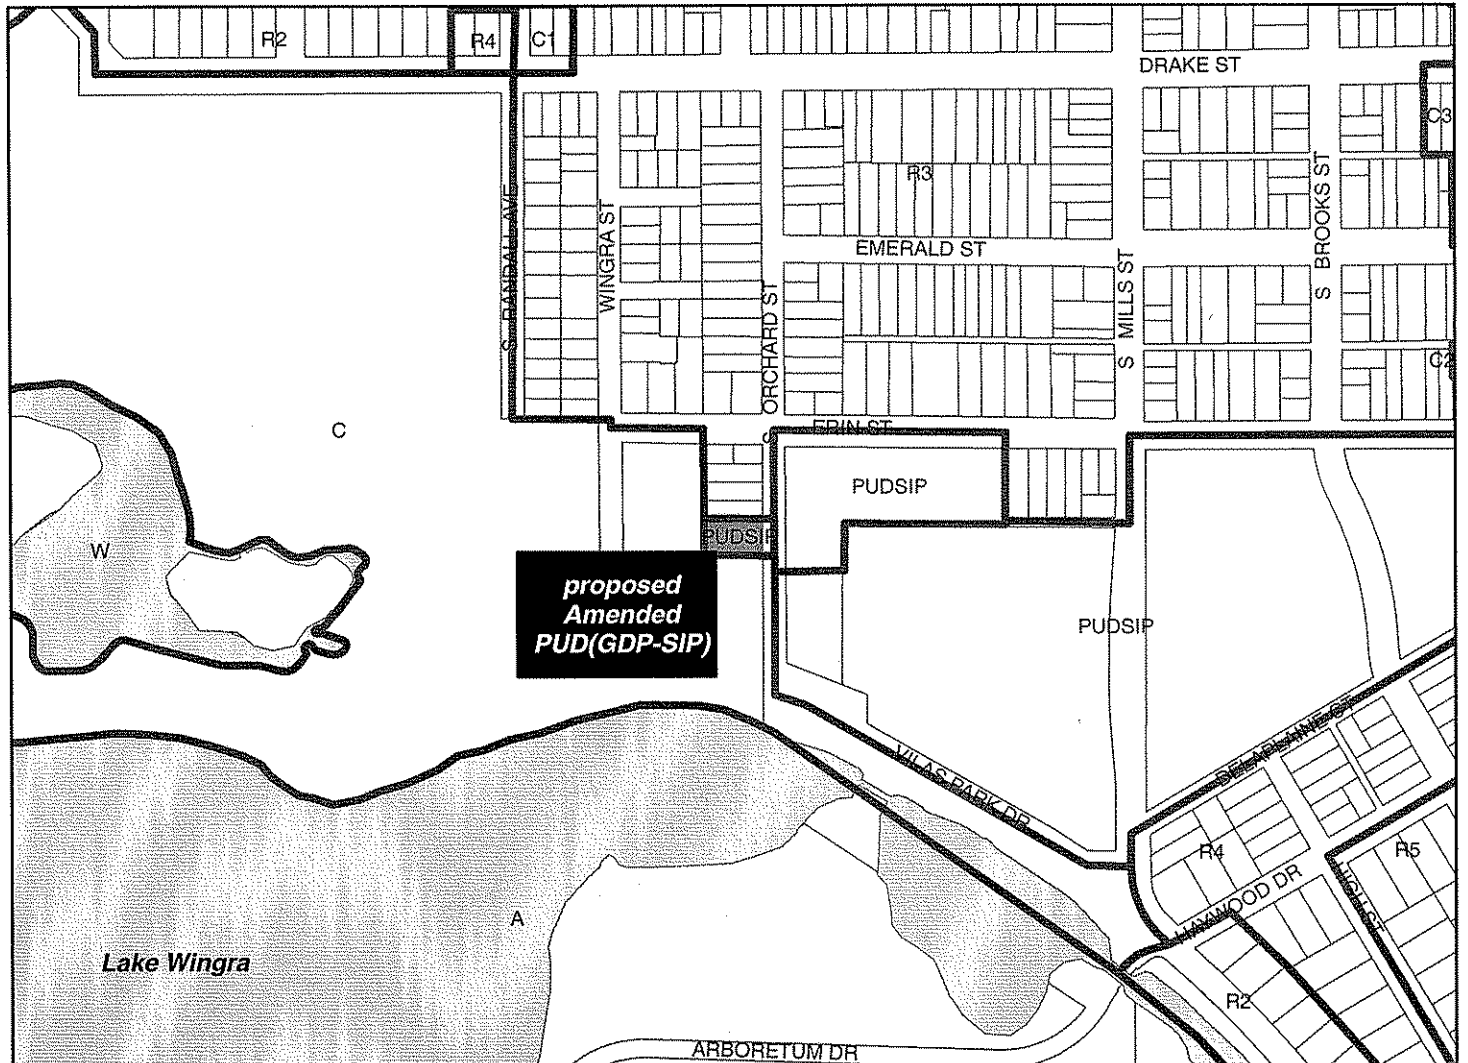 R2
R4
C1
DRAKE ST
C3
R3
S RANDALL AVE
WINGRA ST
S ORCHARD ST
EMERALD ST
S MILLS ST
S BROOKS ST
C2
ERIN ST
C
W
PUDSIP
PUDSIP
proposed
Amended
PUD(GDP-SIP)
PUDSIP
DELAPLAINE CT
VILAS PARK DR
R4
R5
HAYWOOD DR
HIGH ST
A
Lake Wingra
R2
ARBORETUM DR